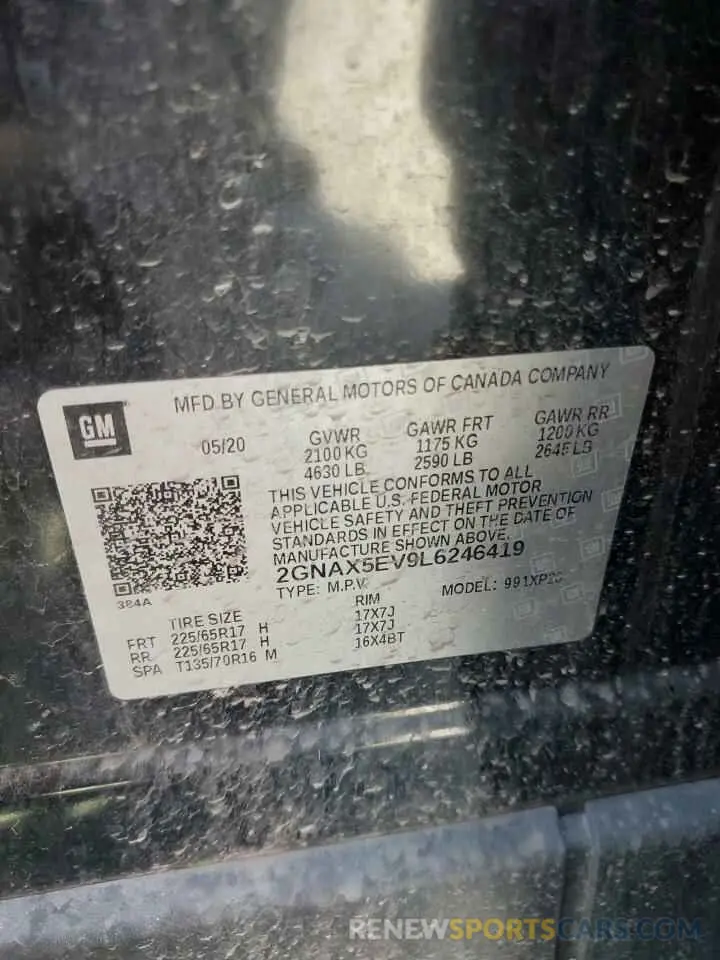 MFD BY GENERAL MOTORS OF CANADA COMPANY
GM
05/20 GVWR GAWR FRT GAWR RR
2100 KG 1175 KG 1200 KG
4630 LB 2590 LB 2645 LB
THIS VEHICLE CONFORMS TO ALL
APPLICABLE U.S. FEDERAL MOTOR
VEHICLE SAFETY AND THEFT PREVENTION
STANDARDS IN EFFECT ON THE DATE OF
MANUFACTURE SHOWN ABOVE.
2GNAX5EV9L6246419
TYPE: M.P.V. MODEL:
384A
TIRE SIZE RIM
FRT 225/65R17 H 17X7J
RR 225/65R17 H 17X7J
SPA T135/70R16 M 16X4BT
RENEWSPORTSCARS.COM